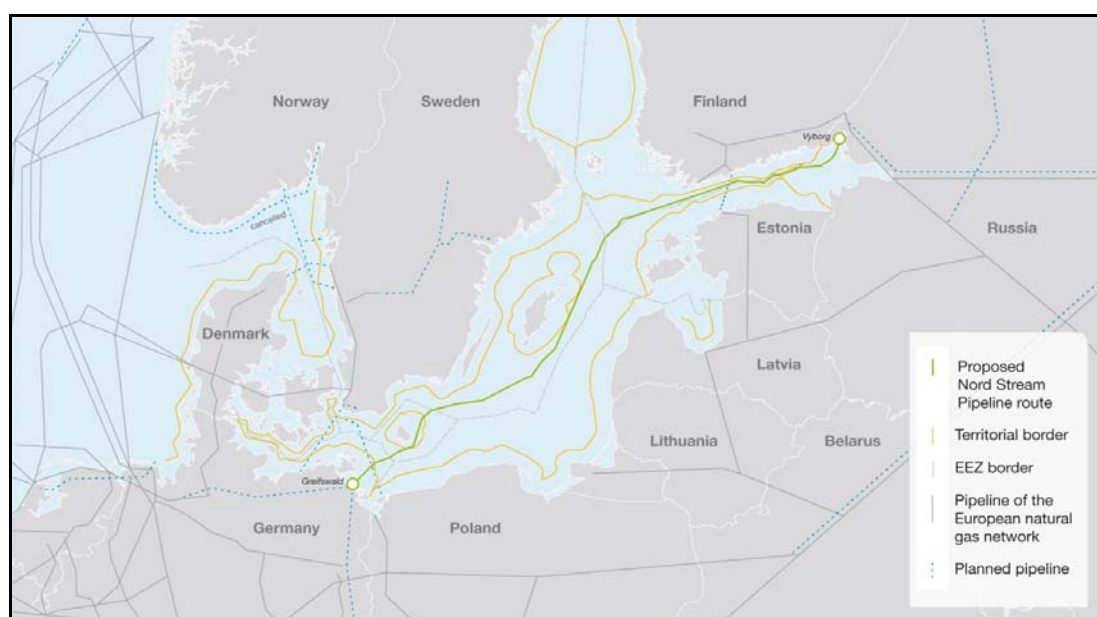 Norway
Sweden
Finland
Vyborg
cancelled
Estonia
Russia
Denmark
Latvia
Lithuania
Belarus
Greifswald
Germany
Poland
Proposed
Nord Stream
Pipeline route
Territorial border
EEZ border
Pipeline of the
European natural
gas network
Planned pipeline